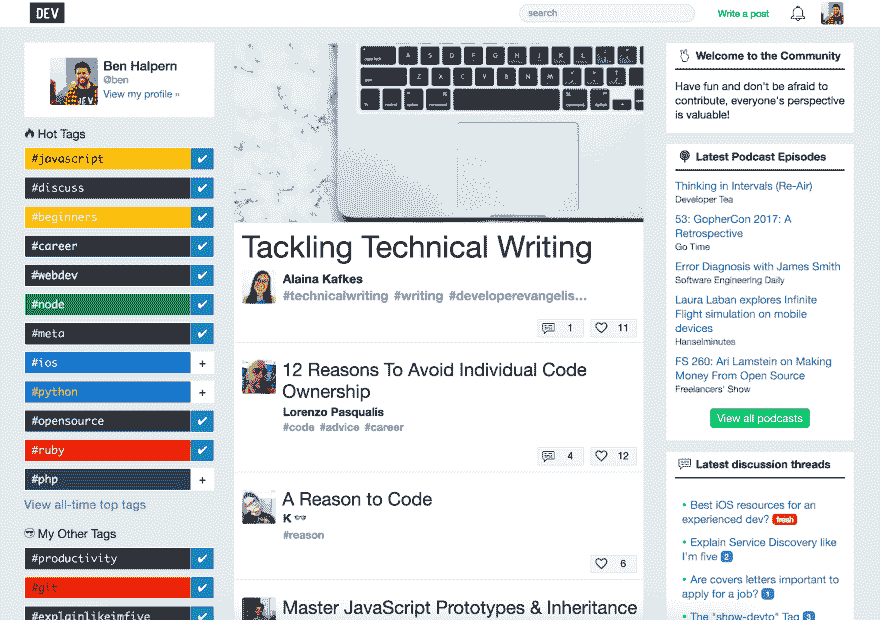 DEV
search
Write a post
Ben Halpern
@ben
View my profile »
Hot Tags
#javascript
#discuss
#beginners
#career
#webdev
#node
#meta
#ios
+
#python
+
#opensource
#ruby
#php
+
View all-time top tags
My Other Tags
#productivity
#git
#explainlikeimfive
Tackling Technical Writing
Alaina Kafkes
#technicalwriting #writing #developerevangelis...
1 11
12 Reasons To Avoid Individual Code
Ownership
Lorenzo Pasqualis
#code #advice #career
4 12
A Reason to Code
K
#reason
6
Master JavaScript Prototypes & Inheritance
Welcome to the Community
Have fun and don't be afraid to
contribute, everyone's perspective
is valuable!
Latest Podcast Episodes
Thinking in Intervals (Re-Air)
Developer Tea
53: GopherCon 2017: A
Retrospective
Go Time
Error Diagnosis with James Smith
Software Engineering Daily
Laura Laban explores Infinite
Flight simulation on mobile
devices
Hanselminutes
FS 260: Ari Lamstein on Making
Money From Open Source
Freelancers' Show
View all podcasts
Latest discussion threads
• Best iOS resources for an
experienced dev? fresh
• Explain Service Discovery like
I'm five 2
• Are covers letters important to
apply for a job? 1
• The "show-devto" Tag 3